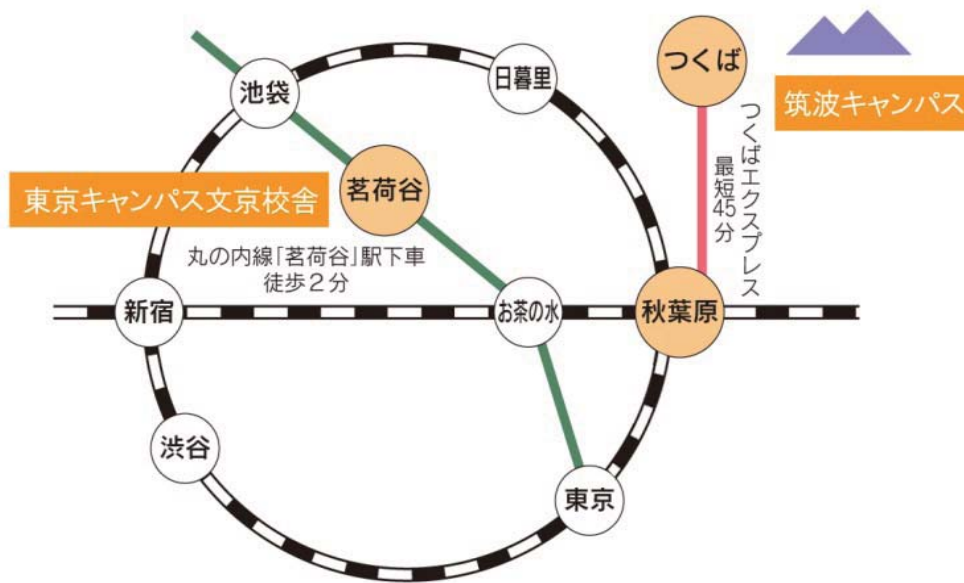 池袋
日暮里
つくば
筑波キャンパス
つくばエクスプレス
最短45分
茗荷谷
東京キャンパス文京校舎
丸の内線「茗荷谷」駅下車
徒歩2分
新宿
お茶の水
秋葉原
渋谷
東京